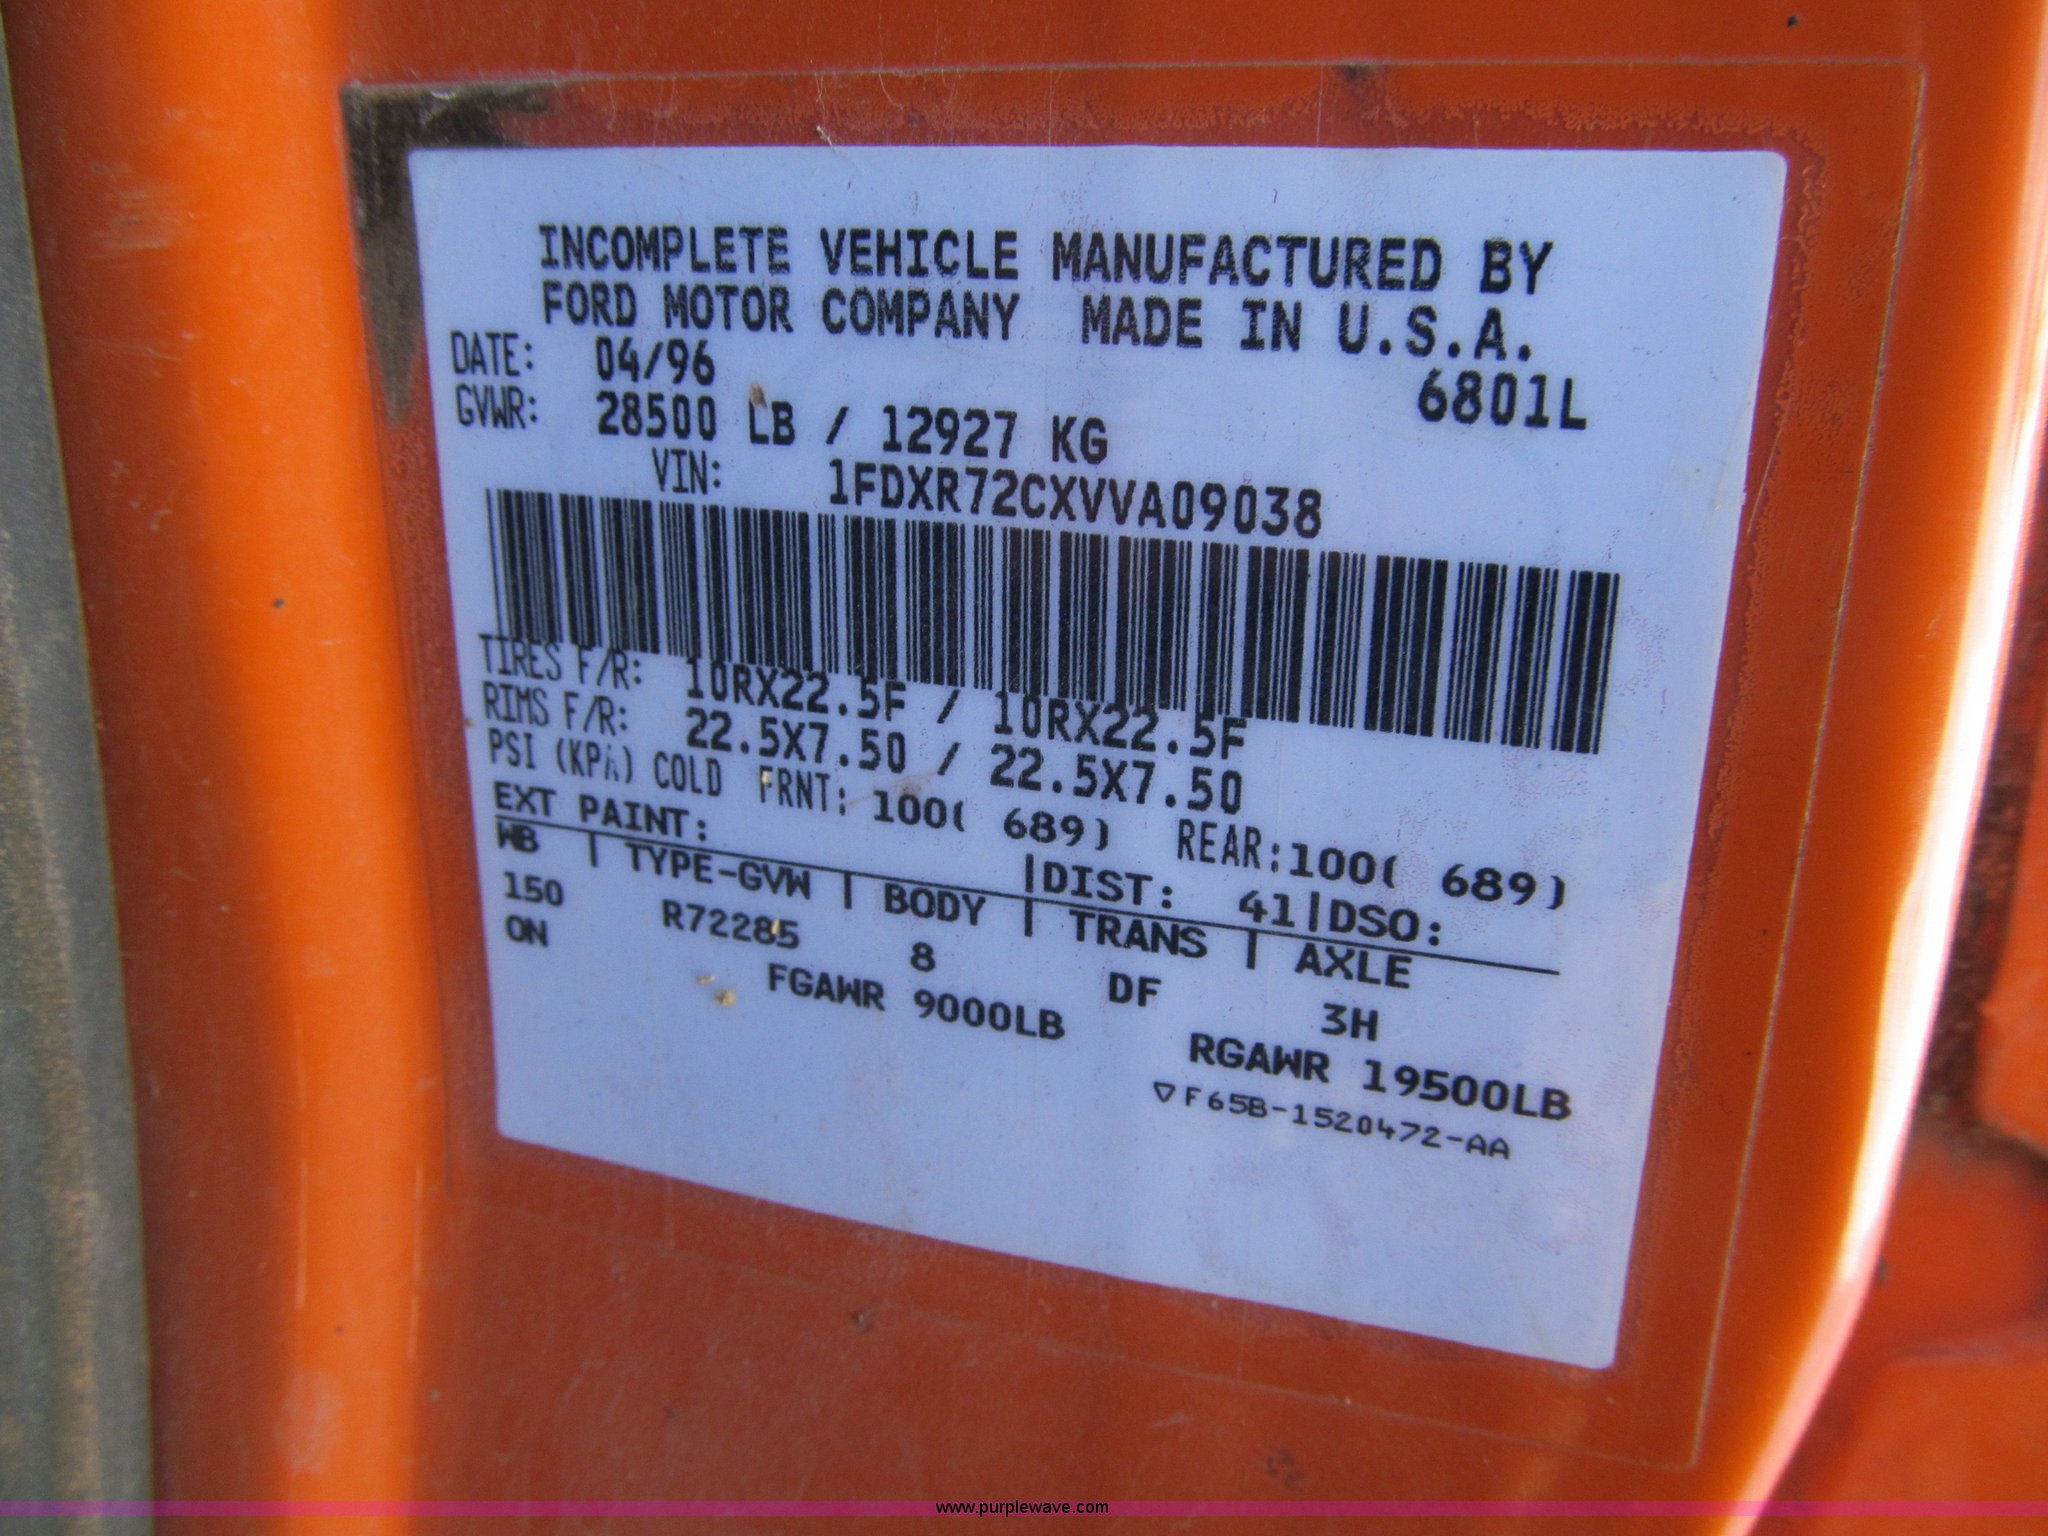 INCOMPLETE VEHICLE MANUFACTURED BY
FORD MOTOR COMPANY MADE IN U.S.A.
DATE: 04/96 6801L
GVWR: 28500 LB / 12927 KG
VIN: 1FDXR72CXVVA09038
TIRES F/R: 10RX22.5F / 10RX22.5F
RIMS F/R: 22.5X7.50 / 22.5X7.50
PSI (KPA) COLD FRNT: 100( 689) REAR:100( 689)
EXT PAINT: |DIST: 41|DSO:
WB | TYPE-GVW | BODY | TRANS | AXLE
150 R72285 8 DF 3H
ON FGAWR 9000LB RGAWR 19500LB
▽F65B-1520472-AA
www.purplewave.com